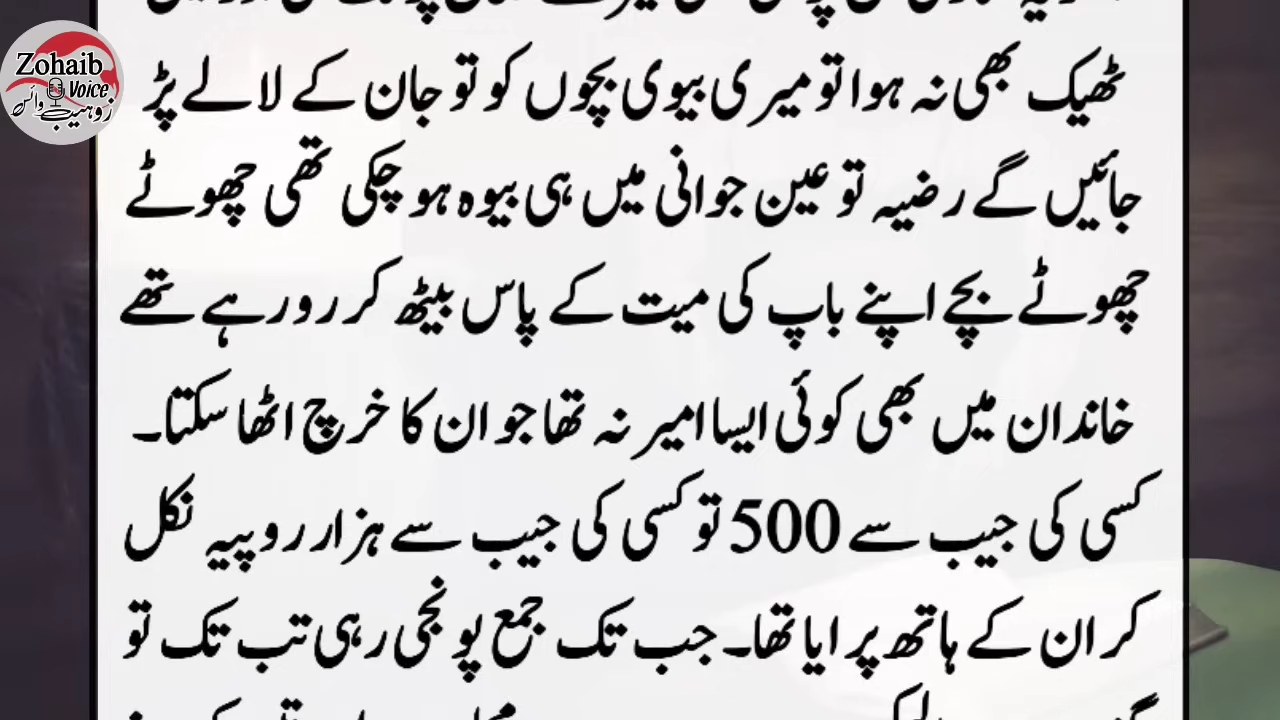 Zohaib
Voice
زوہیب وائس
ٹھیک بھی نہ ہوا تو میری بیوی بچوں کو تو جان کے لالے پڑ
جائیں گے رضیہ تو عین جوانی میں ہی بیوہ ہو چکی تھی چھوٹے
چھوٹے بچے اپنے باپ کی میت کے پاس بیٹھ کر رو رہے تھے
خاندان میں بھی کوئی ایسا امیر نہ تھا جو ان کا خرچ اٹھا سکتا۔
کسی کی جیب سے 500 تو کسی کی جیب سے ہزار روپیہ نکل
کر ان کے ہاتھ پر ایا تھا۔ جب تک جمع پونجی رہی تب تک تو